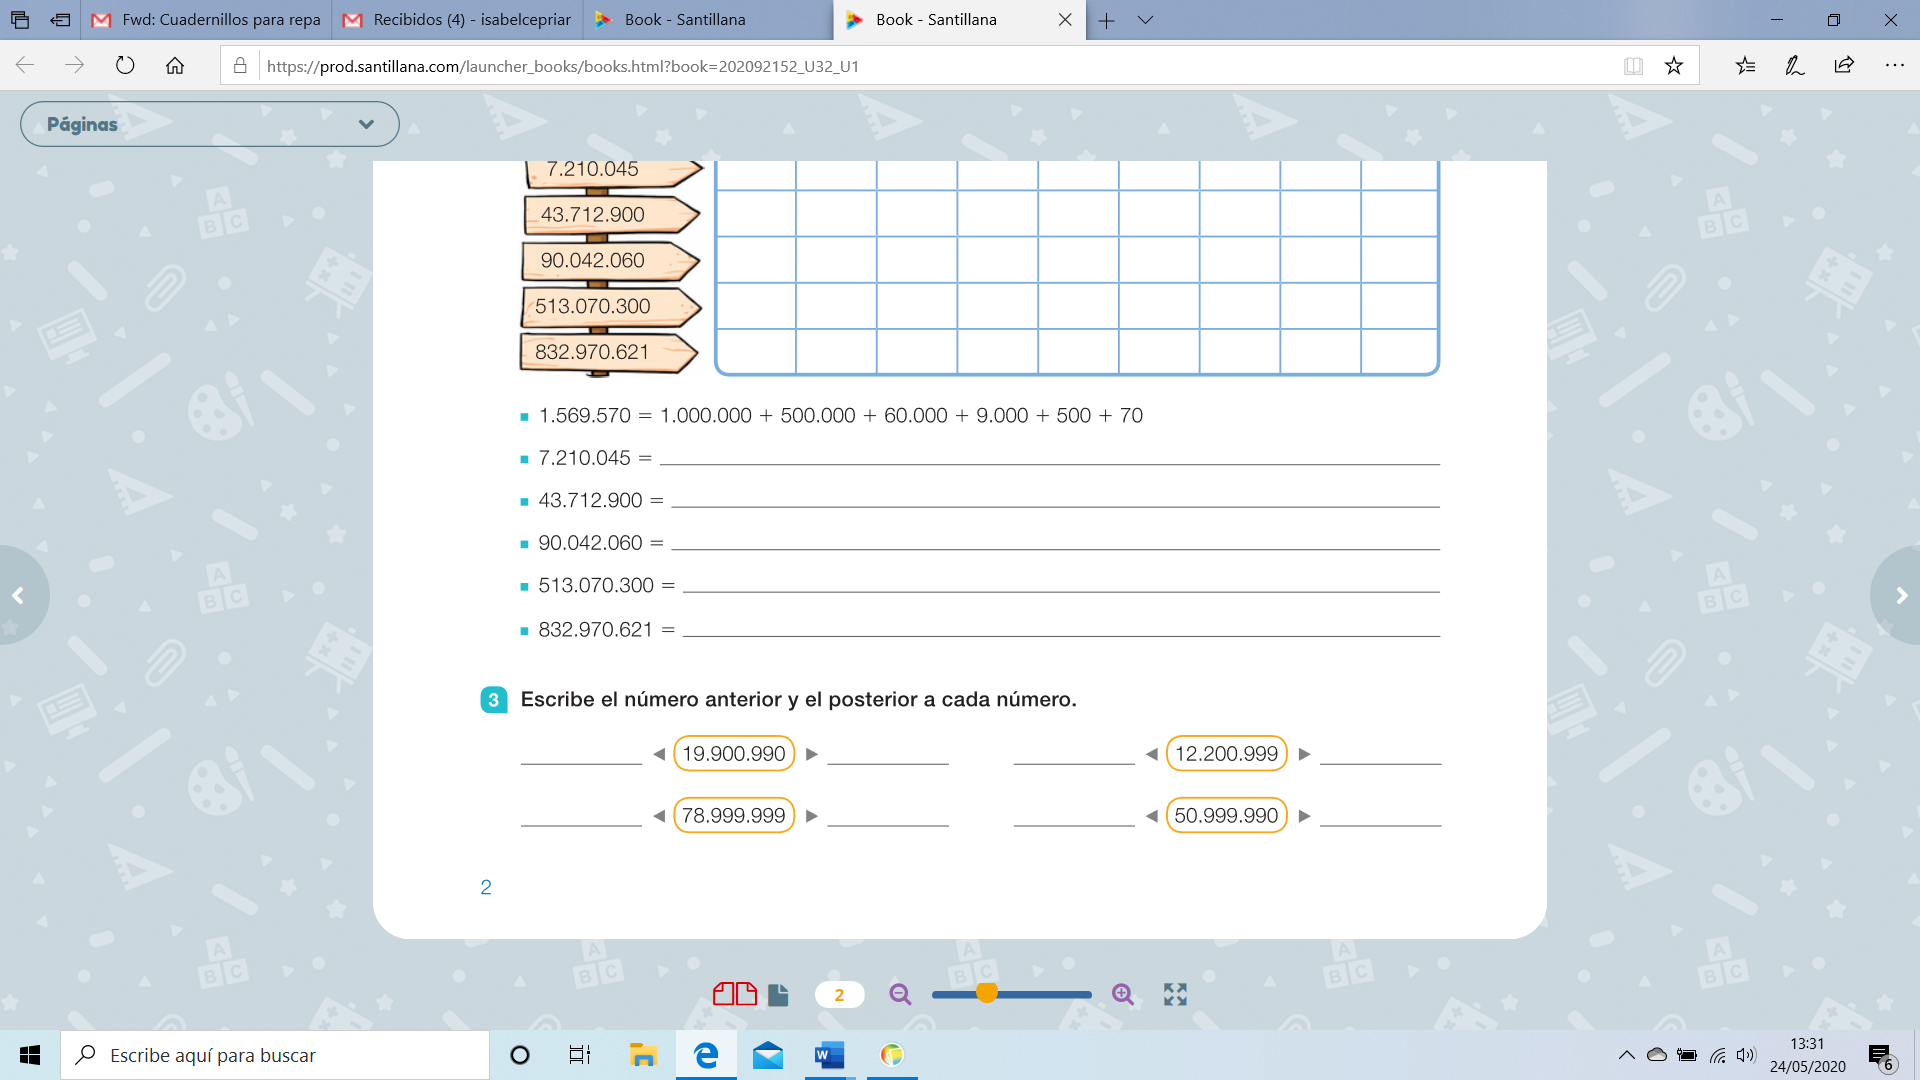 Fwd: Cuadernillos para repa
Recibidos (4) - isabelcepriar
Book - Santillana
Book - Santillana
https://prod.santillana.com/launcher_books/books.html?book=202092152_U32_U1
Páginas
7.210.045
43.712.900
90.042.060
513.070.300
832.970.621
1.569.570 = 1.000.000 + 500.000 + 60.000 + 9.000 + 500 + 70
7.210.045 =
43.712.900 =
90.042.060 =
513.070.300 =
832.970.621 =
3 Escribe el número anterior y el posterior a cada número.
19.900.990 12.200.999
78.999.999 50.999.990
2
2
Escribe aquí para buscar
13:31
24/05/2020
6